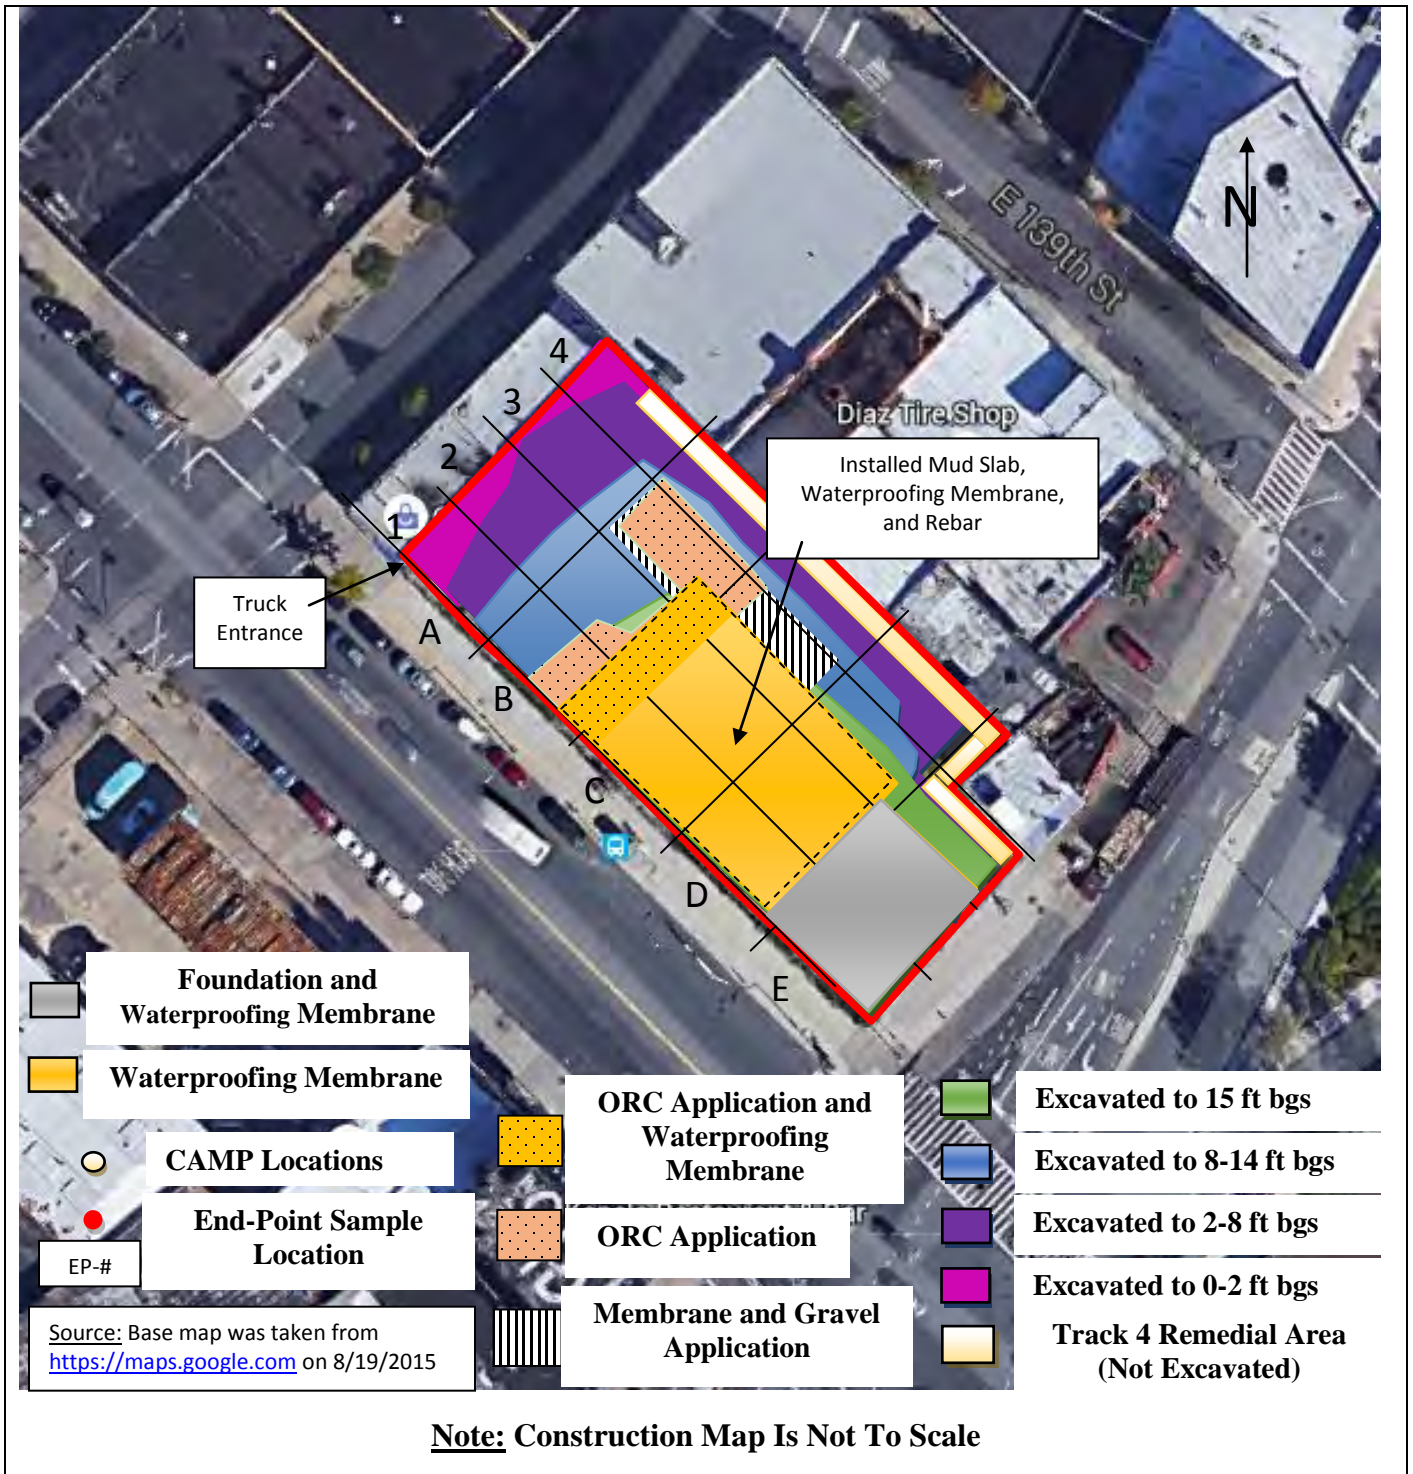 E 139th St
N
4
Diaz Tire Shop
3
Installed Mud Slab,
Waterproofing Membrane,
and Rebar
2
1
Truck
Entrance
A
B
C
D
E
Foundation and
Waterproofing Membrane
Waterproofing Membrane
CAMP Locations
End-Point Sample
Location
EP-#
Source: Base map was taken from
https://maps.google.com on 8/19/2015
ORC Application and
Waterproofing
Membrane
ORC Application
Membrane and Gravel
Application
Excavated to 15 ft bgs
Excavated to 8-14 ft bgs
Excavated to 2-8 ft bgs
Excavated to 0-2 ft bgs
Track 4 Remedial Area
(Not Excavated)
Note: Construction Map Is Not To Scale